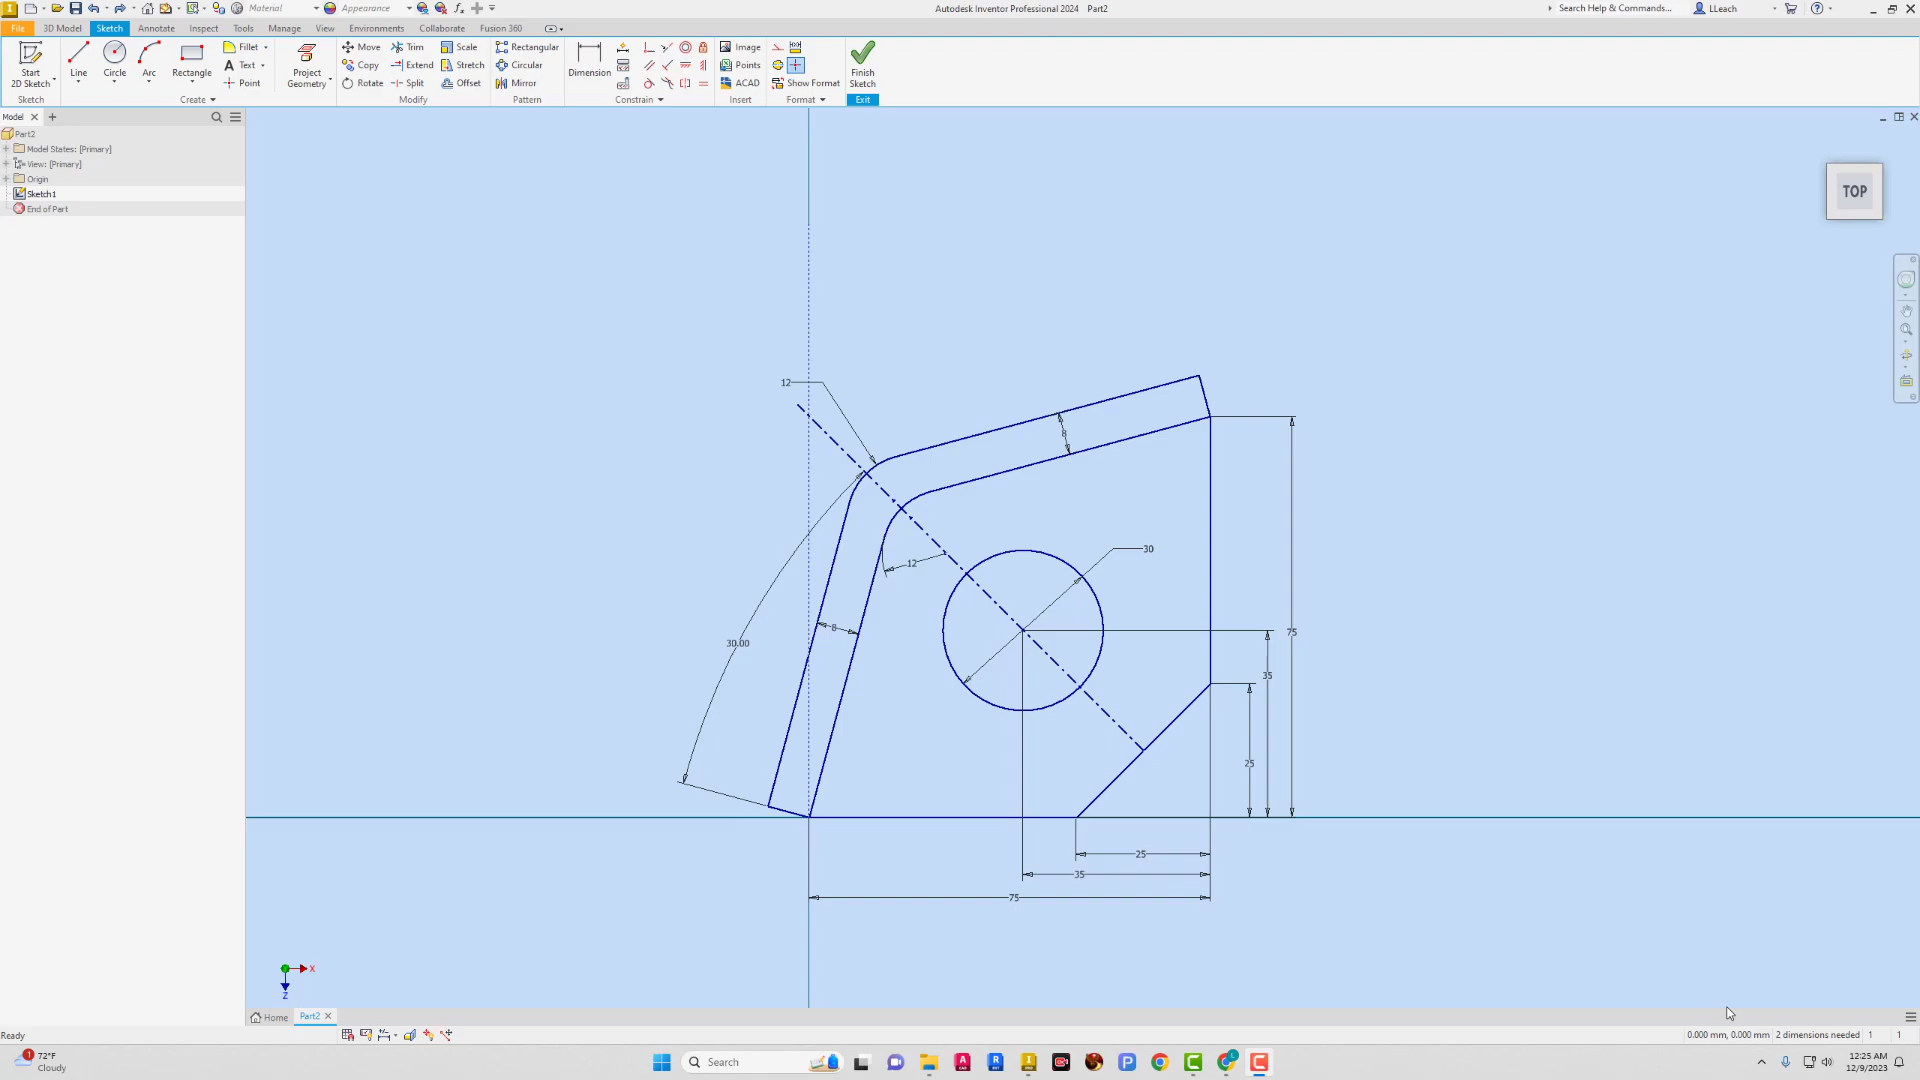 Material
Appearance
Autodesk Inventor Professional 2024 Part2
Search Help & Commands...
LLeach
File
3D Model
Sketch
Annotate
Inspect
Tools
Manage
View
Environments
Collaborate
Fusion 360
Start
2D Sketch
Line
Circle
Arc
Rectangle
Fillet
Text
Point
Project
Geometry
Move
Copy
Rotate
Trim
Extend
Split
Scale
Stretch
Offset
Rectangular
Circular
Mirror
Dimension
Image
Points
ACAD
Show Format
Finish
Sketch
Sketch
Create
Modify
Pattern
Constrain
Insert
Format
Exit
Model
Part2
Model States: [Primary]
View: [Primary]
Origin
Sketch1
End of Part
TOP
12
8
30
12
8
30.00
75
35
25
25
35
75
X
Z
Home
Part2
Ready
0.000 mm, 0.000 mm
2 dimensions needed
1
1
1
72°F
Cloudy
Search
12:25 AM
12/9/2023